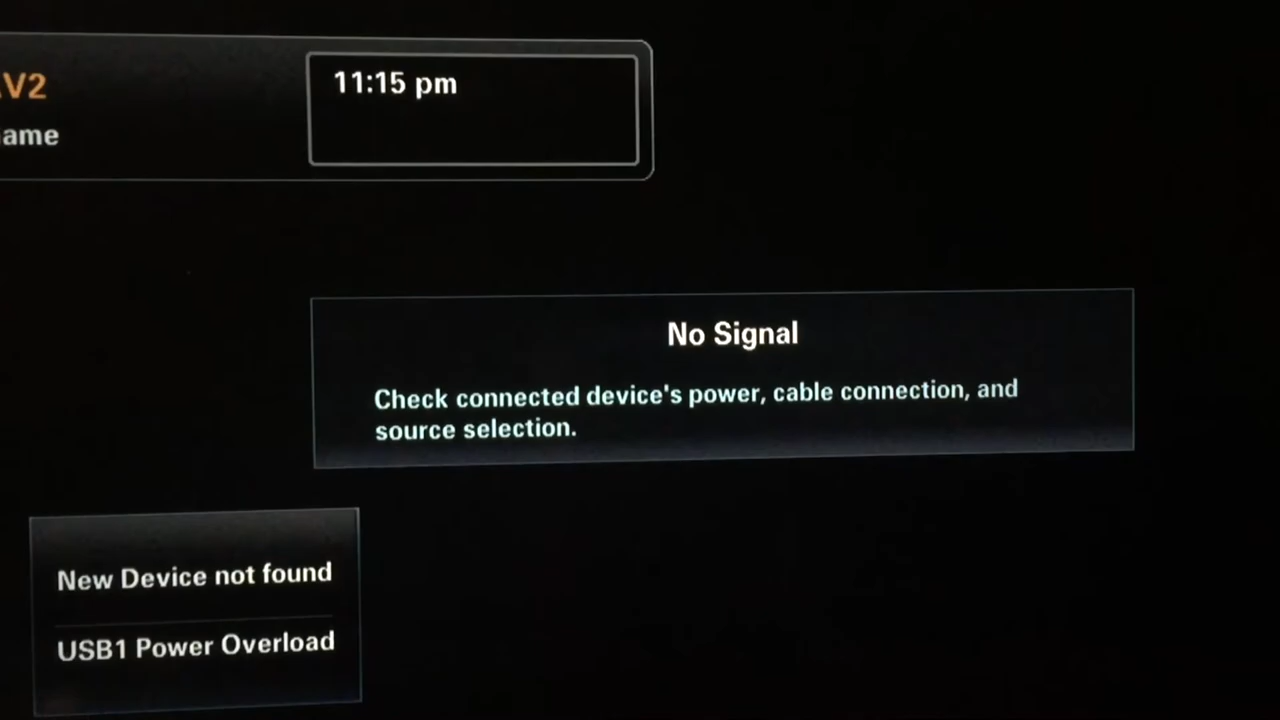 V2
ame
11:15 pm
No Signal
Check connected device's power, cable connection, and
source selection.
New Device not found
USB1 Power Overload